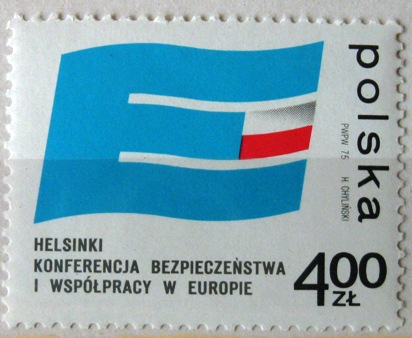 polska
PWPW 75 H. CHYLIŃSKI
HELSINKI
KONFERENCJA BEZPIECZEŃSTWA
I WSPÓŁPRACY W EUROPIE
4.00
ZŁ